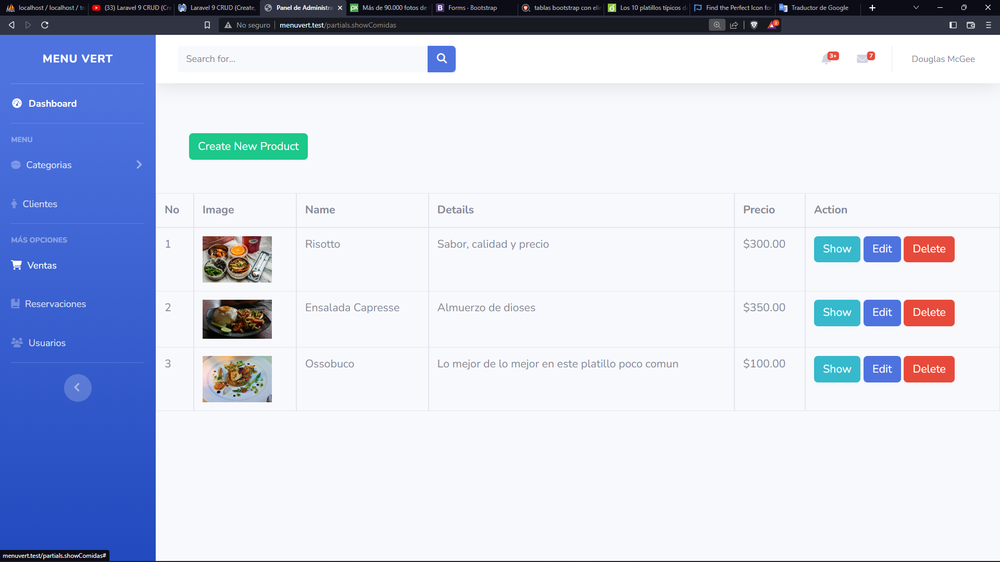 localhost / localhost / tr
(33) Laravel 9 CRUD (Cre
Laravel 9 CRUD (Create,
Panel de Administra
Más de 90.000 fotos de
Forms · Bootstrap
tablas bootstrap con elin
Los 10 platillos típicos d
Find the Perfect Icon for
Traductor de Google
No seguro
menuvert.test/partials.showComidas
2
MENU VERT
Search for...
3+
7
Douglas McGee
Dashboard
MENU
Categorias
Clientes
MÁS OPCIONES
Ventas
Reservaciones
Usuarios
Create New Product
No Image Name Details Precio Action
1 Risotto Sabor, calidad y precio $300.00 Show Edit Delete
2 Ensalada Capresse Almuerzo de dioses $350.00 Show Edit Delete
3 Ossobuco Lo mejor de lo mejor en este platillo poco comun $100.00 Show Edit Delete
menuvert.test/partials.showComidas#